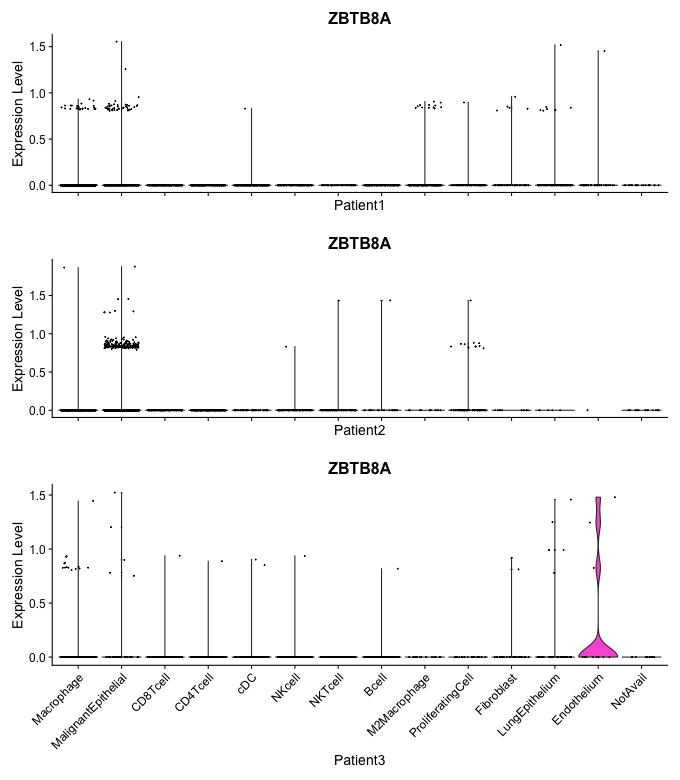 ZBTB8A
Expression Level
1.5
1.0
0.5
0.0
Patient1
ZBTB8A
Expression Level
1.5
1.0
0.5
0.0
Patient2
ZBTB8A
Expression Level
1.5
1.0
0.5
0.0
Macrophage
MalignantEpithelial
CD8Tcell
CD4Tcell
cDC
NKcell
NKTcell
Bcell
M2Macrophage
ProliferatingCell
Fibroblast
LungEpithelium
Endothelium
NotAvail
Patient3